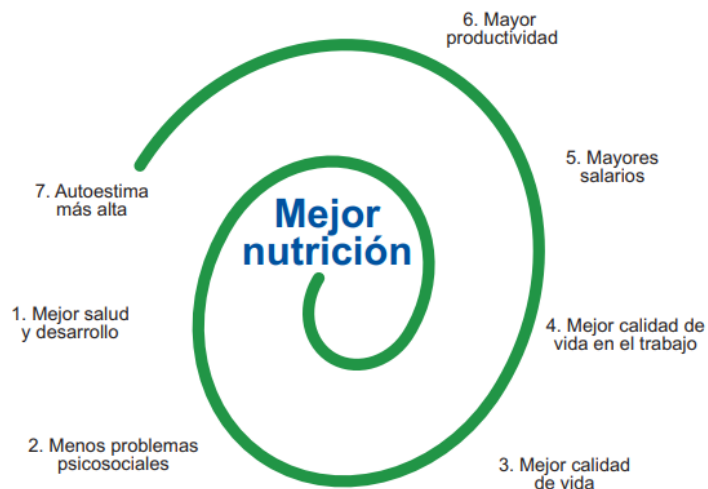 Mejor
nutrición
1. Mejor salud
y desarrollo
2. Menos problemas
psicosociales
3. Mejor calidad
de vida
4. Mejor calidad de
vida en el trabajo
5. Mayores
salarios
6. Mayor
productividad
7. Autoestima
más alta